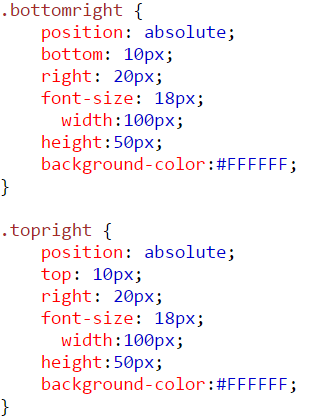 .bottomright {
    position: absolute;
    bottom: 10px;
    right: 20px;
    font-size: 18px;
      width:100px;
    height:50px;
    background-color:#FFFFFF;
}

.topright {
    position: absolute;
    top: 10px;
    right: 20px;
    font-size: 18px;
      width:100px;
    height:50px;
    background-color:#FFFFFF;
}